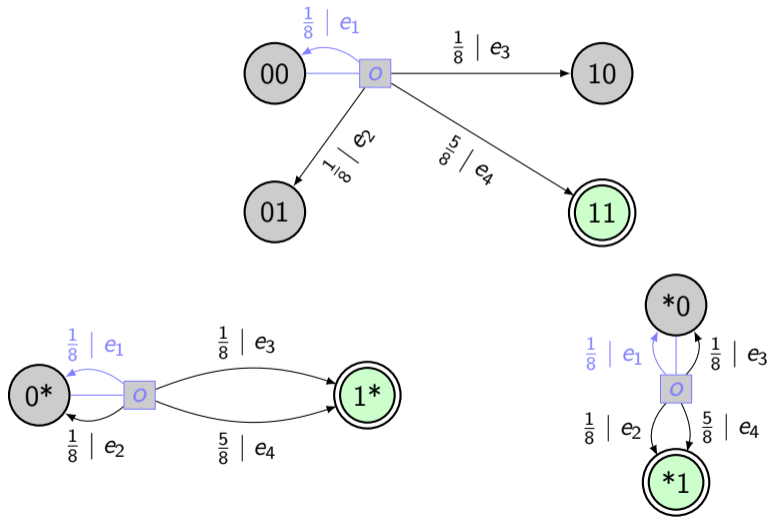 1/8 | e₁
00
o
1/8 | e₃
10
1/8 | e₂
5/8 | e₄
01
11
1/8 | e₁
0*
o
1/8 | e₂
1/8 | e₃
5/8 | e₄
1*
*0
1/8 | e₁
1/8 | e₃
o
1/8 | e₂
5/8 | e₄
*1